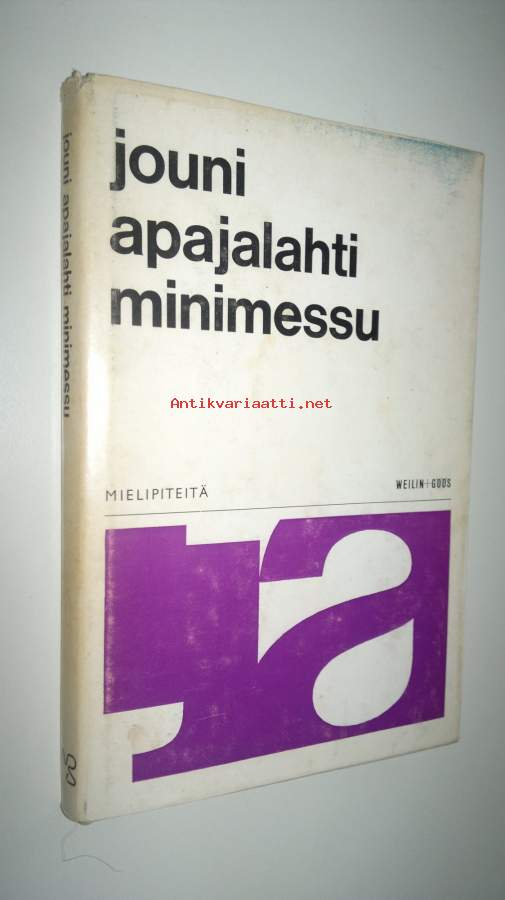 jouni
apajalahti
minimessu
Antikvariaatti.net
MIELIPITEITÄ
WEILIN+GÖÖS
ja
jouni apajalahti minimessu